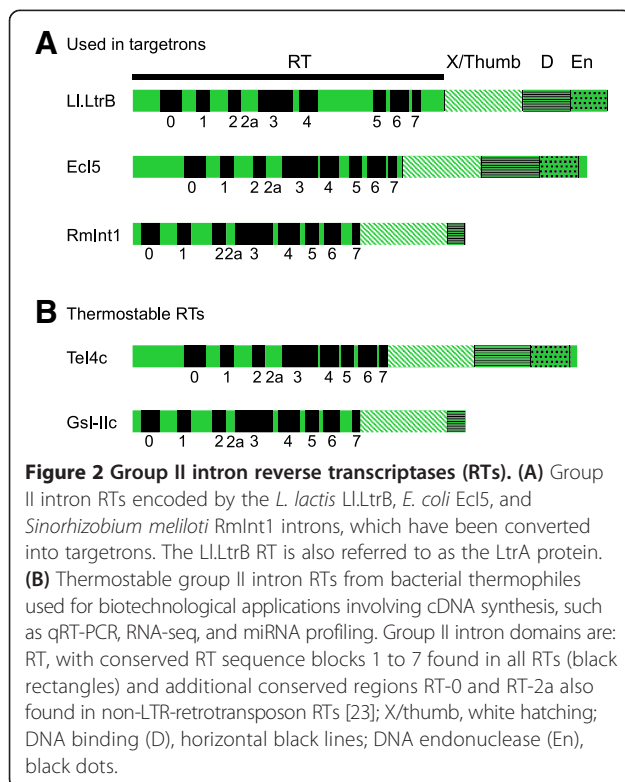 A Used in targetrons
RT X/Thumb D En
Ll.LtrB
0 1 2 2a 3 4 5 6 7
EcI5
0 1 2 2a 3 4 5 6 7
RmInt1
0 1 2 2a 3 4 5 6 7
B Thermostable RTs
TeI4c
0 1 2 2a 3 4 5 6 7
GsI-IIc
0 1 2 2a 3 4 5 6 7
Figure 2 Group II intron reverse transcriptases (RTs). (A) Group
II intron RTs encoded by the L. lactis Ll.LtrB, E. coli EcI5, and
Sinorhizobium meliloti RmInt1 introns, which have been converted
into targetrons. The Ll.LtrB RT is also referred to as the LtrA protein.
(B) Thermostable group II intron RTs from bacterial thermophiles
used for biotechnological applications involving cDNA synthesis, such
as qRT-PCR, RNA-seq, and miRNA profiling. Group II intron domains are:
RT, with conserved RT sequence blocks 1 to 7 found in all RTs (black
rectangles) and additional conserved regions RT-0 and RT-2a also
found in non-LTR-retrotransposon RTs [23]; X/thumb, white hatching;
DNA binding (D), horizontal black lines; DNA endonuclease (En),
black dots.